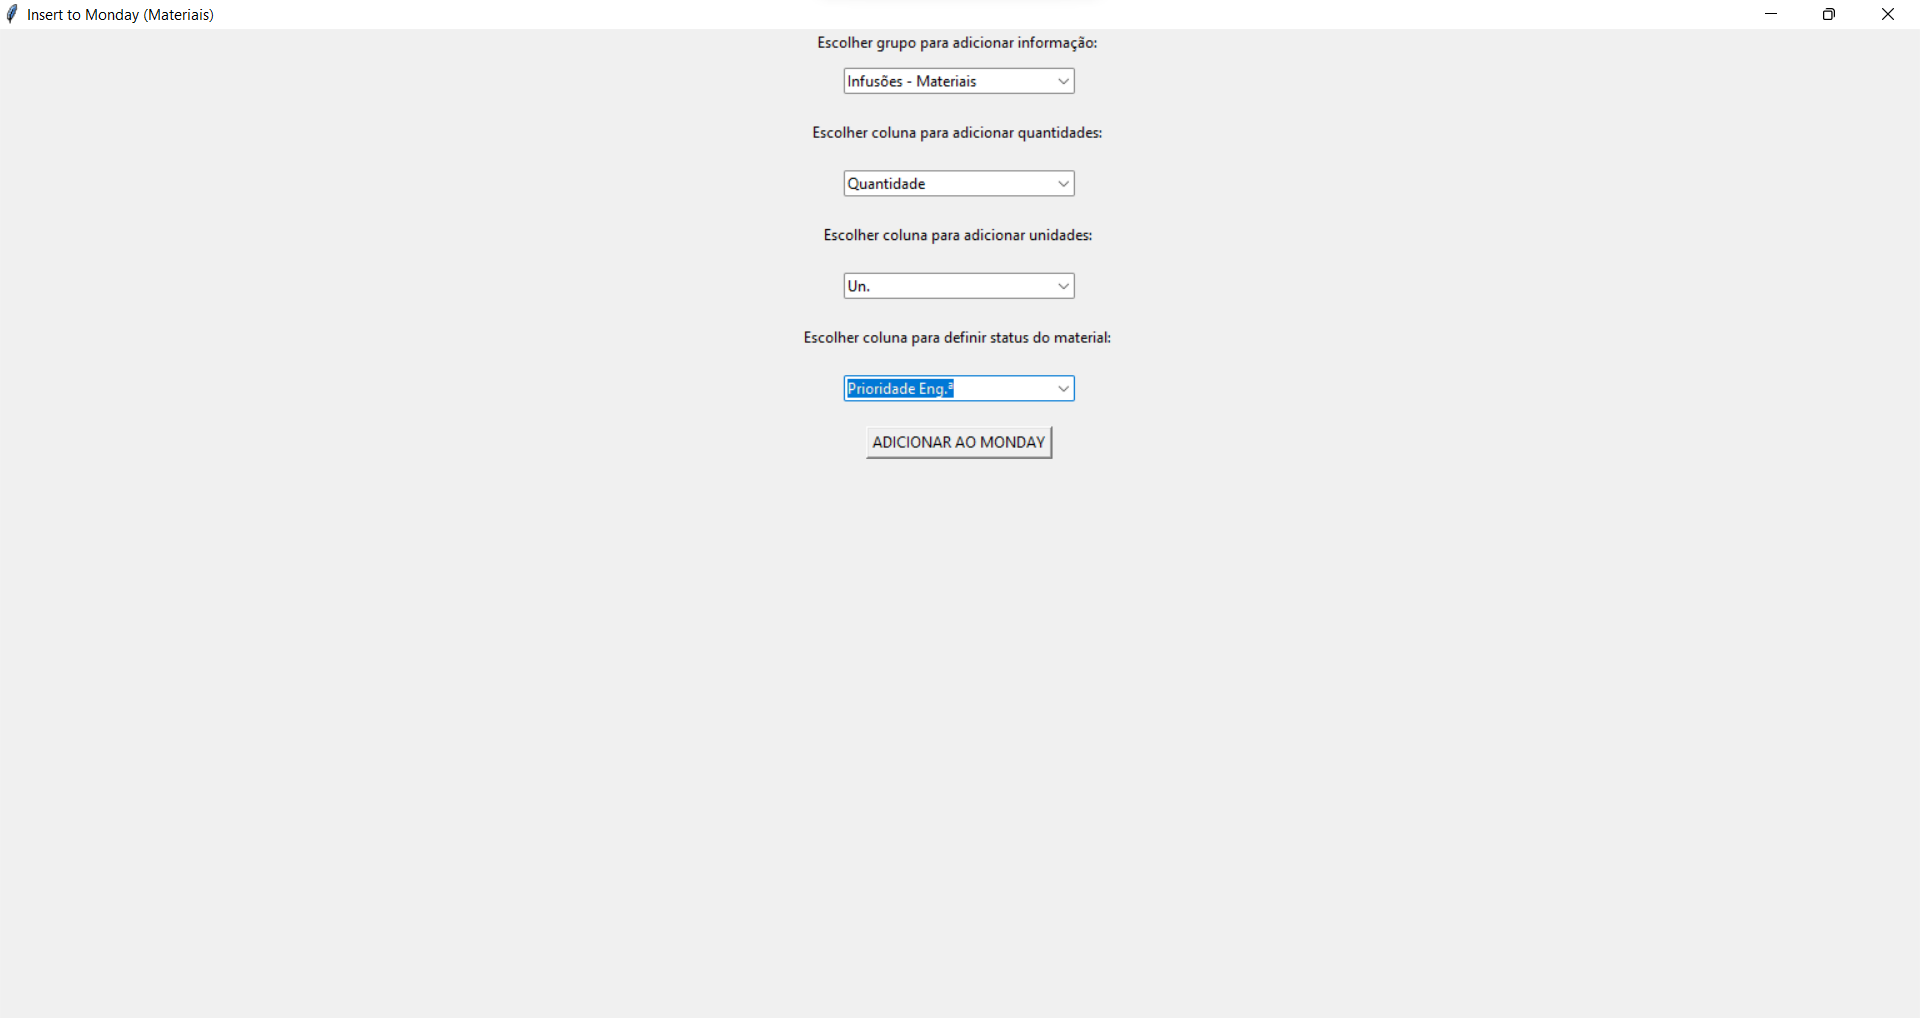 Insert to Monday (Materiais)
Escolher grupo para adicionar informação:
Infusões - Materiais
Escolher coluna para adicionar quantidades:
Quantidade
Escolher coluna para adicionar unidades:
Un.
Escolher coluna para definir status do material:
Prioridade Eng.ª
ADICIONAR AO MONDAY